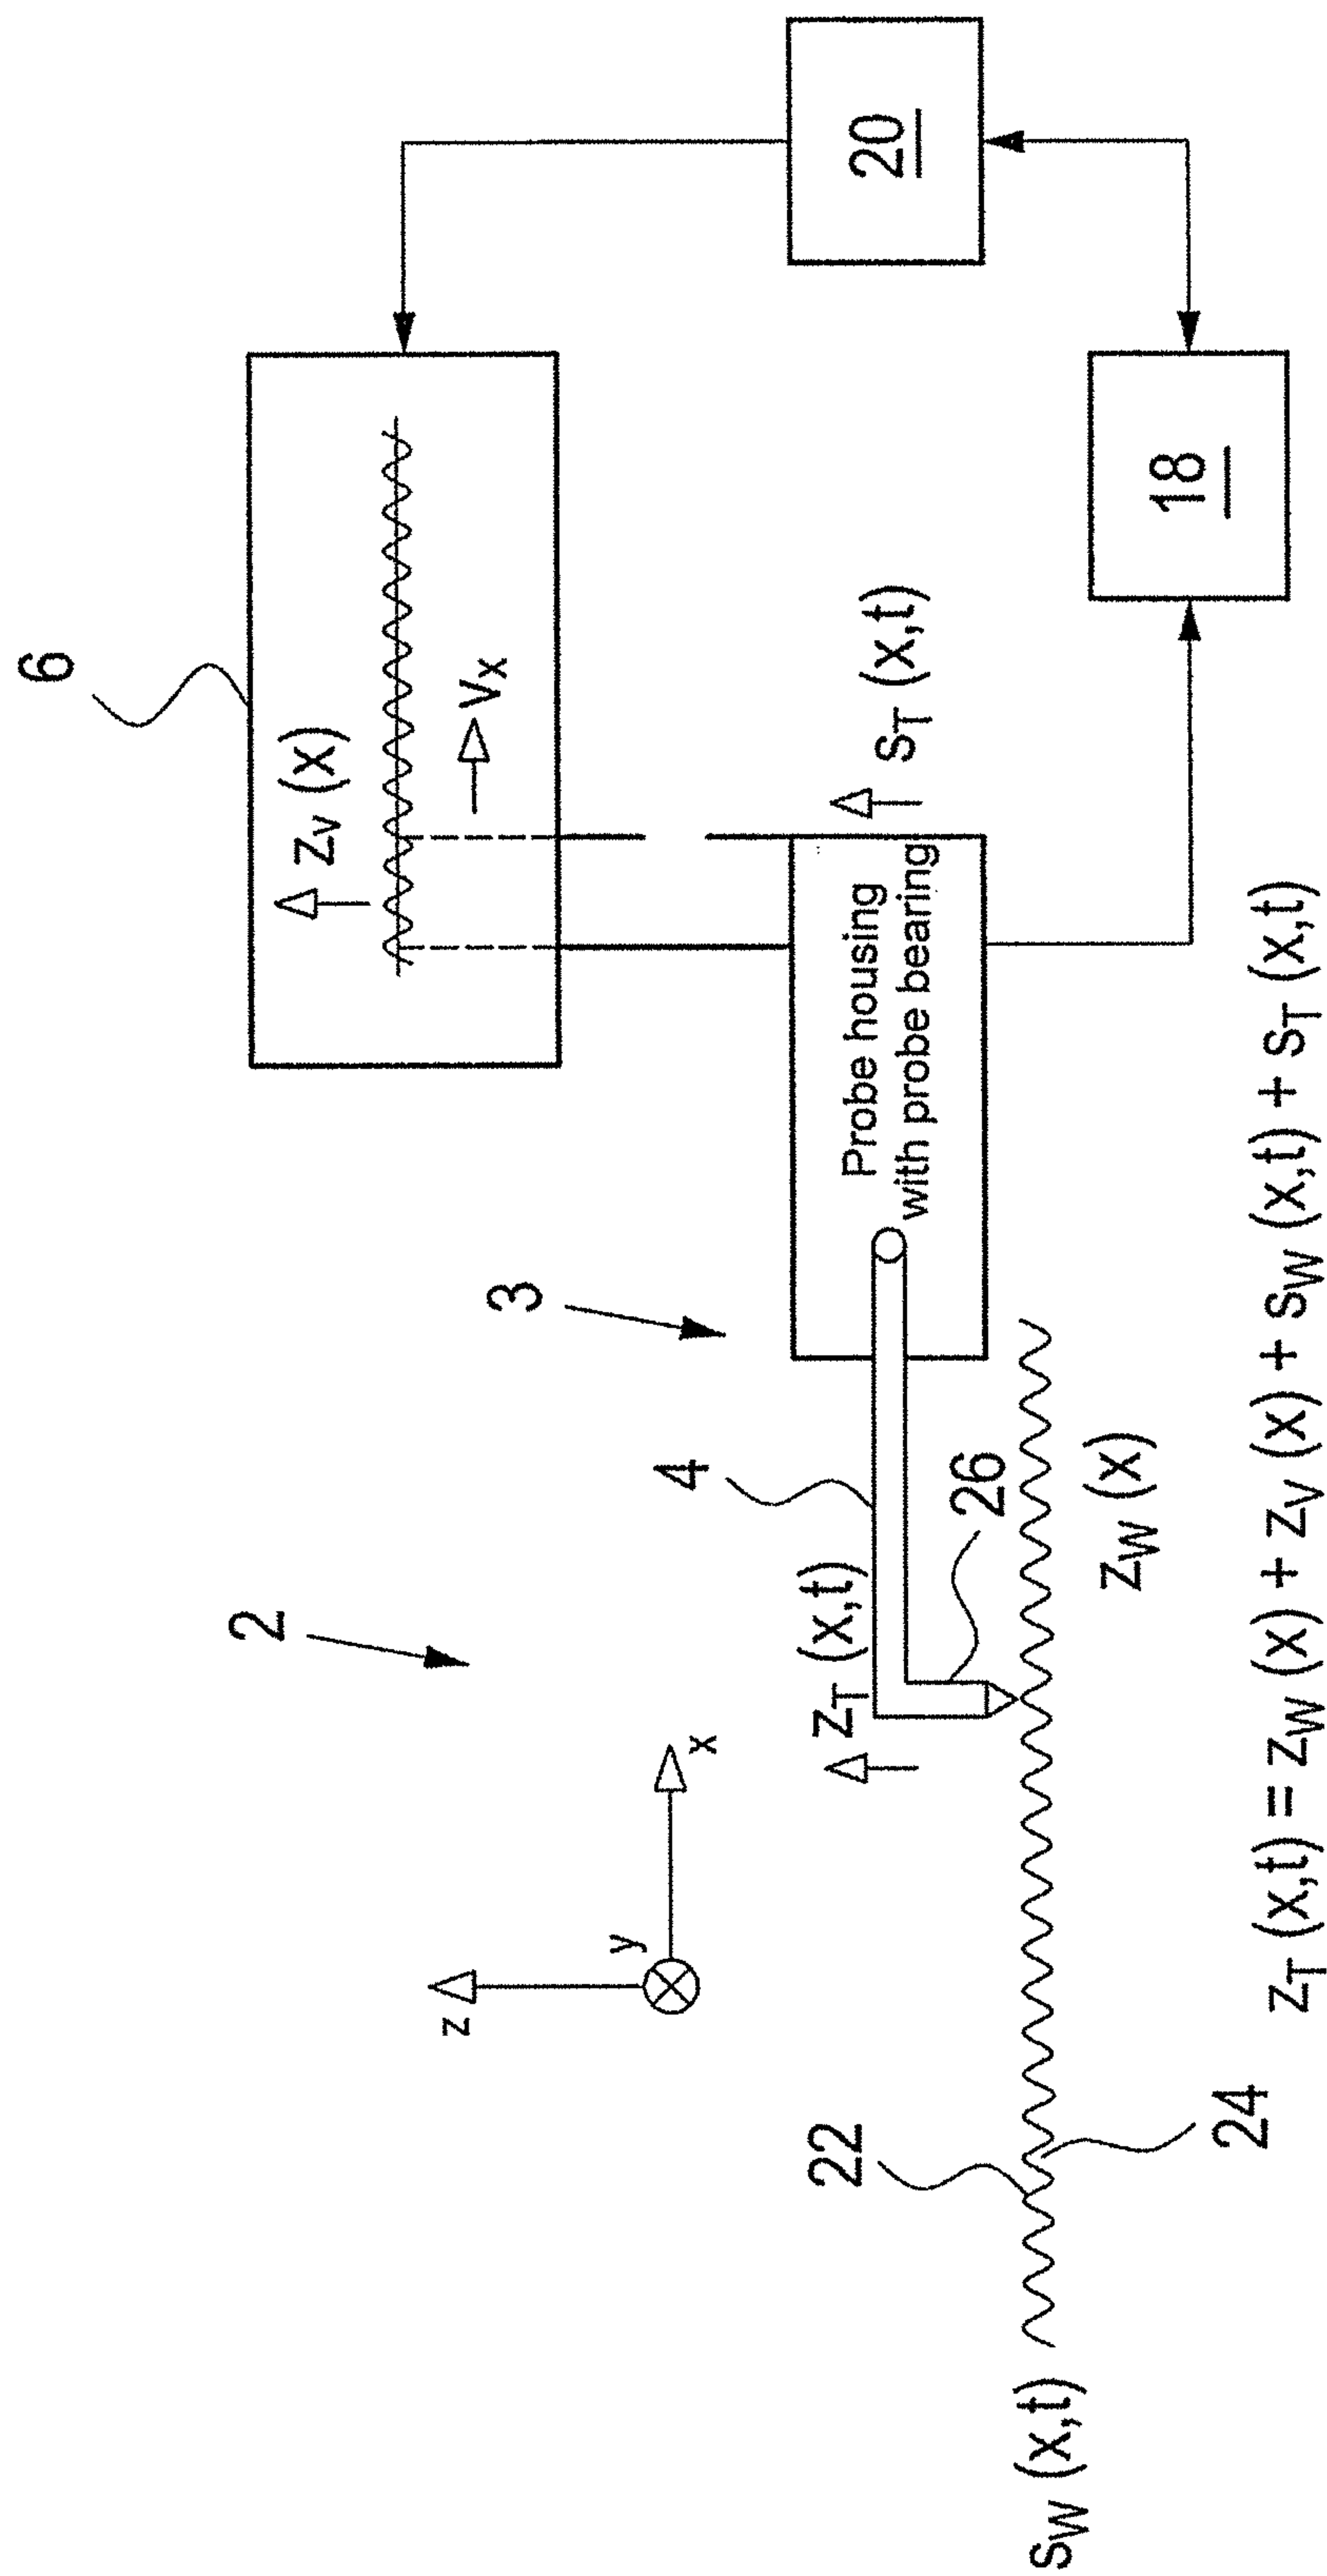 6
z_V (x)
v_x
20
2
3
z
y
x
4
z_T (x,t)
Probe housing
with probe bearing
s_T (x,t)
26
18
22
24
s_W (x,t)
z_W (x)
z_T (x,t) = z_W (x) + z_V (x) + s_W (x,t) + s_T (x,t)